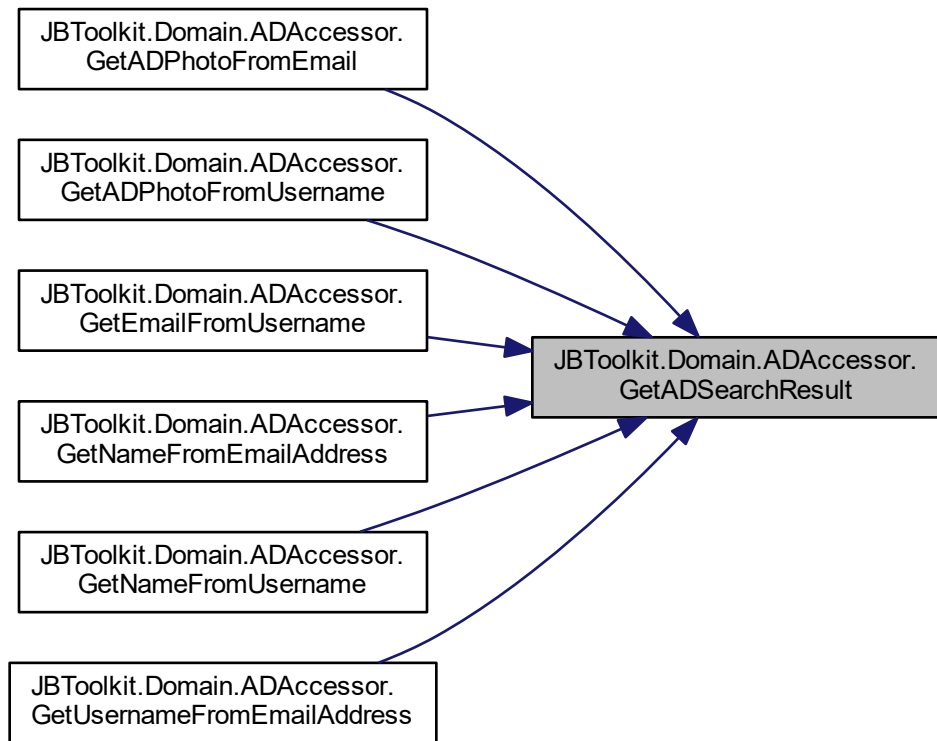 JBToolkit.Domain.ADAccessor.
GetADPhotoFromEmail
JBToolkit.Domain.ADAccessor.
GetADPhotoFromUsername
JBToolkit.Domain.ADAccessor.
GetEmailFromUsername
JBToolkit.Domain.ADAccessor.
GetADSearchResult
JBToolkit.Domain.ADAccessor.
GetNameFromEmailAddress
JBToolkit.Domain.ADAccessor.
GetNameFromUsername
JBToolkit.Domain.ADAccessor.
GetUsernameFromEmailAddress